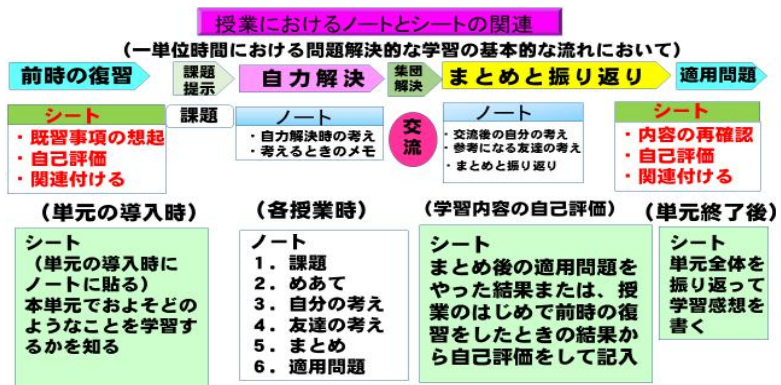 授業におけるノートとシートの関連
(一単位時間における問題解決的な学習の基本的な流れにおいて)
前時の復習
課題
提示
自力解決
集団
解決
まとめと振り返り
適用問題
シート
・既習事項の想起
・自己評価
・関連付ける
課題
ノート
・自力解決時の考え
・考えるときのメモ
交流
ノート
・交流後の自分の考え
・参考になる友達の考え
・まとめと振り返り
シート
・内容の再確認
・自己評価
・関連付ける
(単元の導入時)
シート
(単元の導入時に
ノートに貼る)
本単元でおよそどの
ようなことを学習す
るかを知る
(各授業時)
ノート
1.課題
2.めあて
3.自分の考え
4.友達の考え
5.まとめ
6.適用問題
(学習内容の自己評価)
シート
まとめ後の適用問題を
やった結果または、授
業のはじめで前時の復
習をしたときの結果か
ら自己評価をして記入
(単元終了後)
シート
単元全体を
振り返って
学習感想を
書く